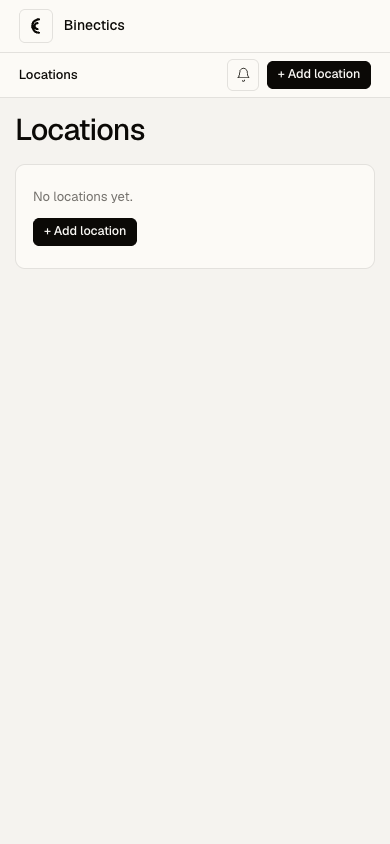 Binectics
Locations
+ Add location
Locations
No locations yet.
+ Add location